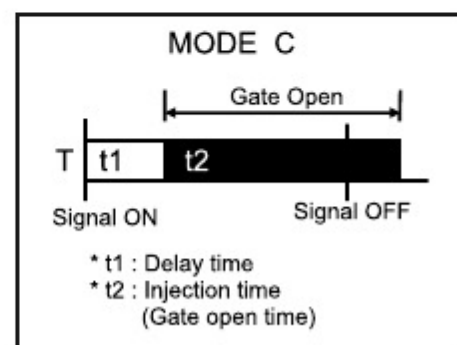 MODE C
Gate Open
T t1 t2
Signal ON Signal OFF
* t1 : Delay time
* t2 : Injection time
(Gate open time)